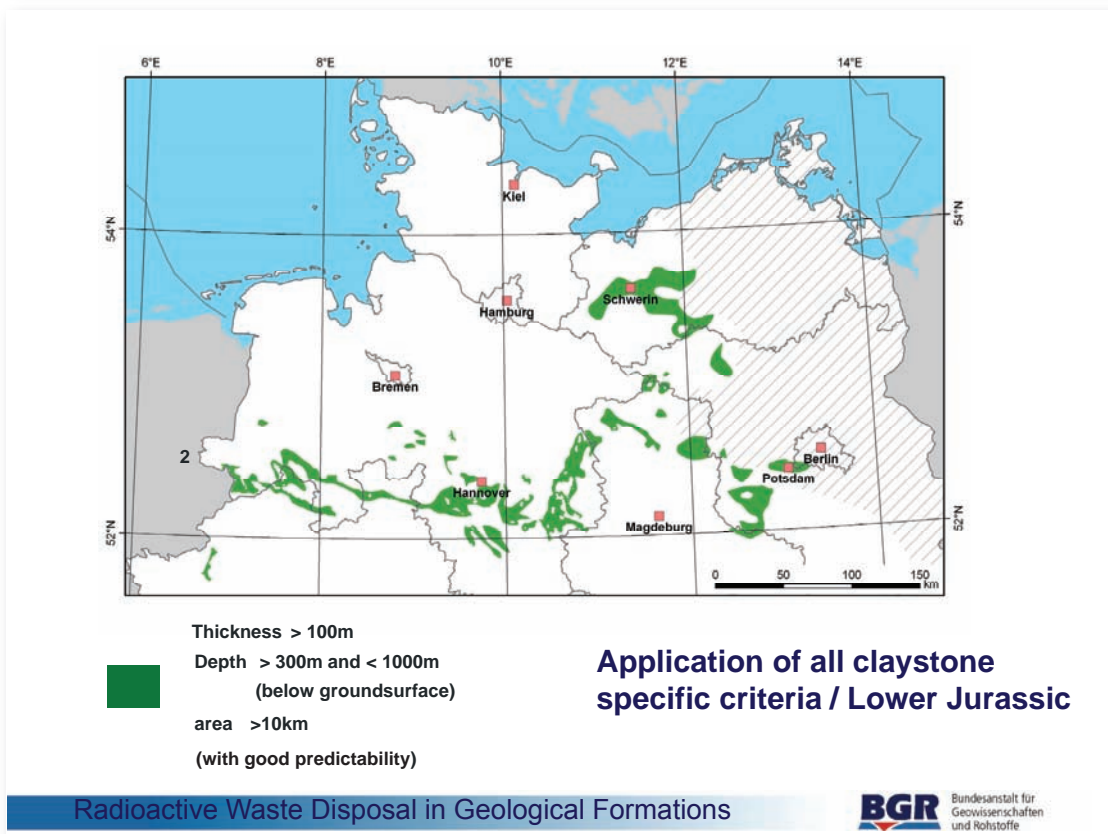 6°E 8°E 10°E 12°E 14°E
54°N
54°N
Kiel
Schwerin
Hamburg
Bremen
2
Berlin
Potsdam
Hannover
Magdeburg
52°N
52°N
0 50 100 150
km
Thickness > 100m
Depth > 300m and < 1000m
(below groundsurface)
area >10km
(with good predictability)
Application of all claystone
specific criteria / Lower Jurassic
Radioactive Waste Disposal in Geological Formations
BGR
Bundesanstalt für
Geowissenschaften
und Rohstoffe